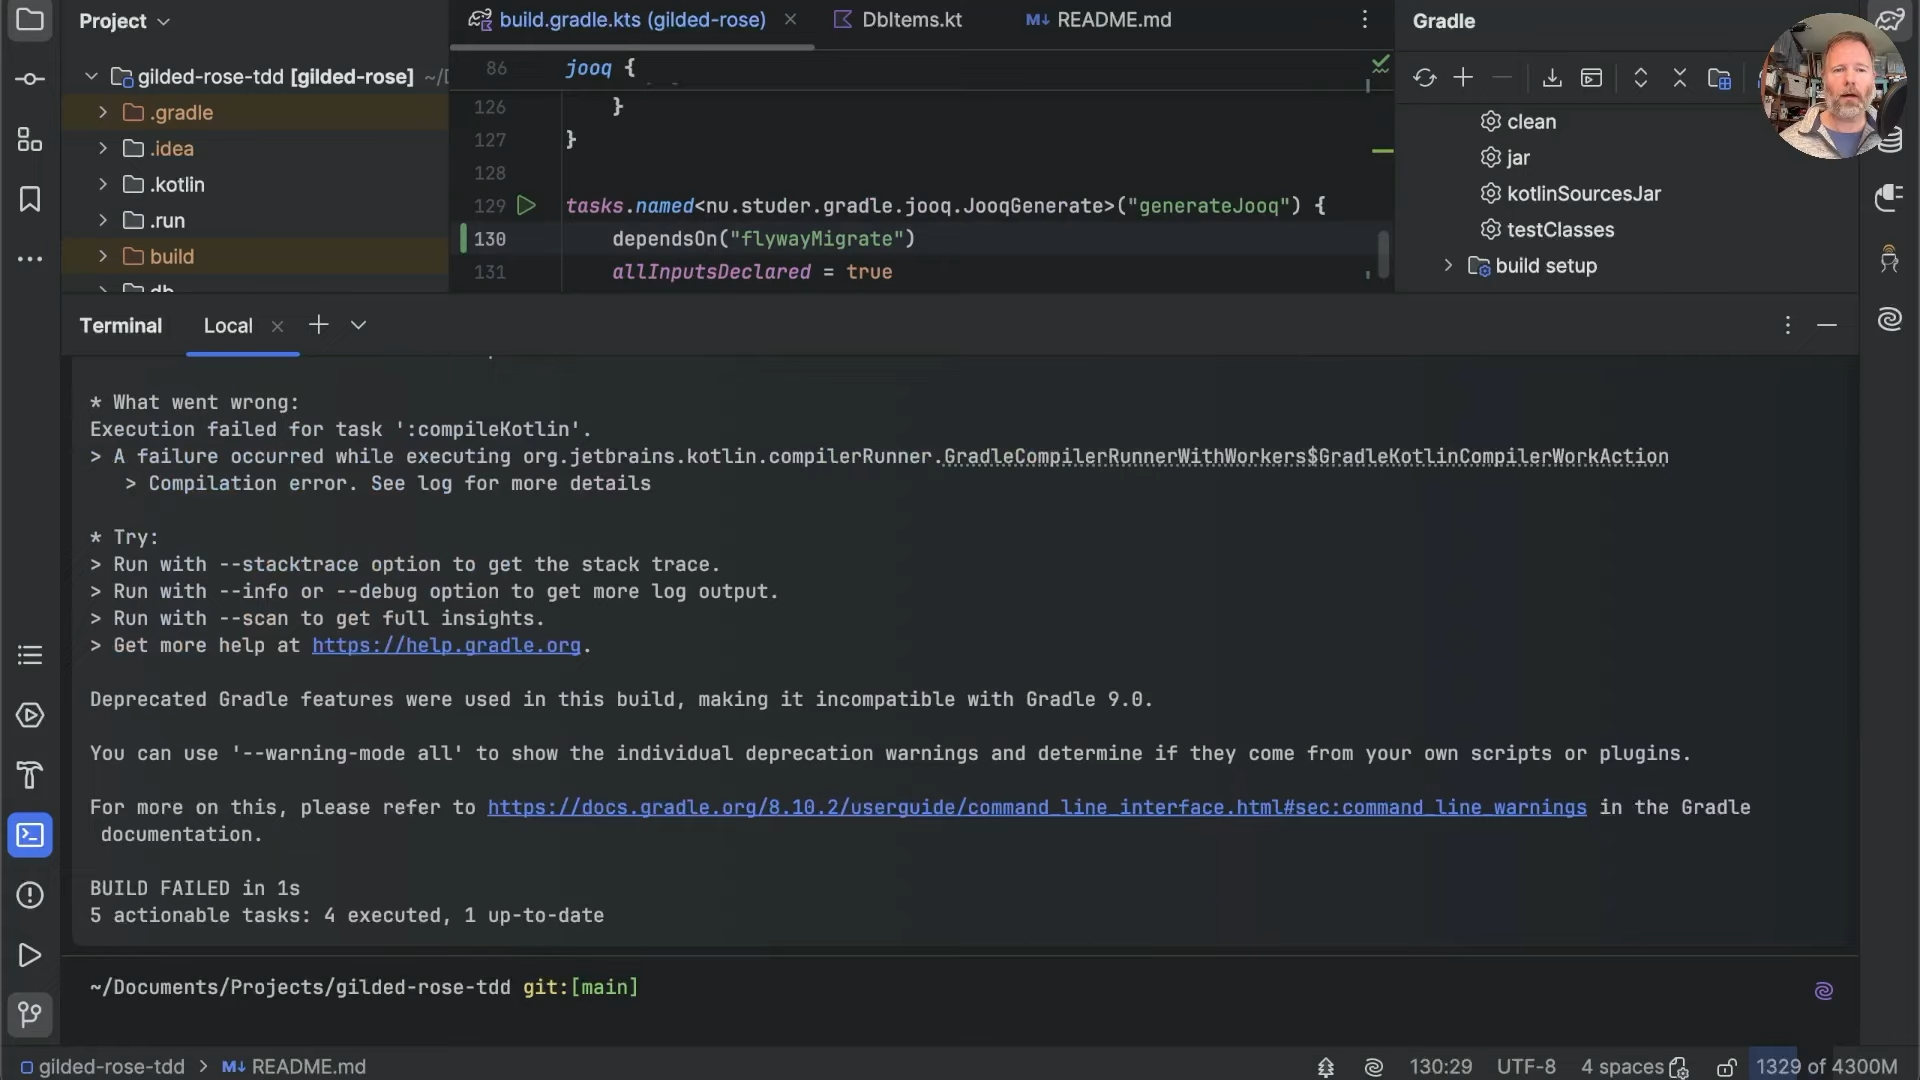 Project
build.gradle.kts (gilded-rose)
DbItems.kt
M↓ README.md
Gradle
gilded-rose-tdd [gilded-rose]
.gradle
.idea
.kotlin
.run
build
86 jooq {
126 }
127 }
128
129 tasks.named<nu.studer.gradle.jooq.JooqGenerate>("generateJooq") {
130 dependsOn("flywayMigrate")
131 allInputsDeclared = true
clean
jar
kotlinSourcesJar
testClasses
build setup
Terminal
Local
* What went wrong:
Execution failed for task ':compileKotlin'.
> A failure occurred while executing org.jetbrains.kotlin.compilerRunner.GradleCompilerRunnerWithWorkers$GradleKotlinCompilerWorkAction
> Compilation error. See log for more details
* Try:
> Run with --stacktrace option to get the stack trace.
> Run with --info or --debug option to get more log output.
> Run with --scan to get full insights.
> Get more help at https://help.gradle.org.
Deprecated Gradle features were used in this build, making it incompatible with Gradle 9.0.
You can use '--warning-mode all' to show the individual deprecation warnings and determine if they come from your own scripts or plugins.
For more on this, please refer to https://docs.gradle.org/8.10.2/userguide/command_line_interface.html#sec:command_line_warnings in the Gradle
documentation.
BUILD FAILED in 1s
5 actionable tasks: 4 executed, 1 up-to-date
~/Documents/Projects/gilded-rose-tdd git:[main]
gilded-rose-tdd > M↓ README.md
130:29 UTF-8 4 spaces 1329 of 4300M